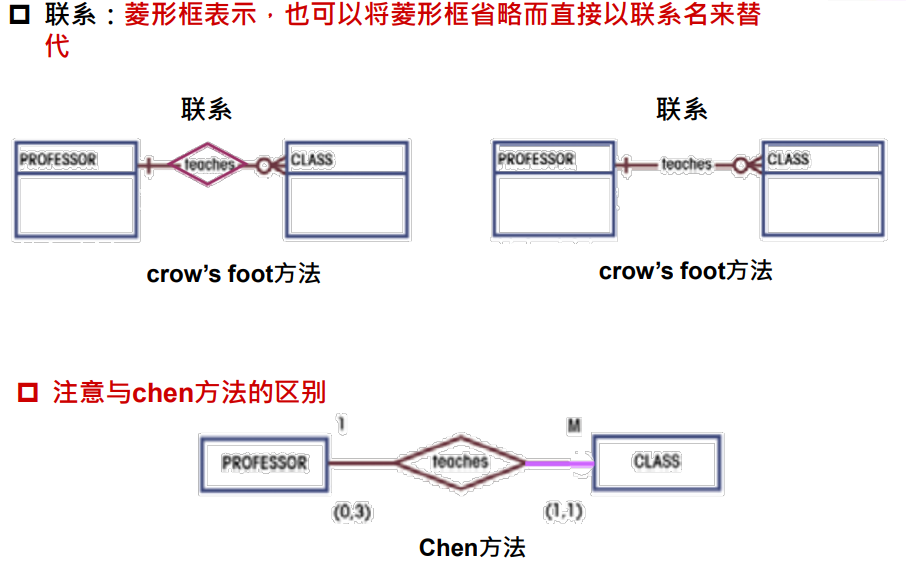 联系：菱形框表示，也可以将菱形框省略而直接以联系名来替
代
联系
联系
PROFESSOR
teaches
CLASS
PROFESSOR
teaches
CLASS
crow's foot方法
crow's foot方法
注意与chen方法的区别
1
M
PROFESSOR
teaches
CLASS
(0,3)
(1,1)
Chen方法